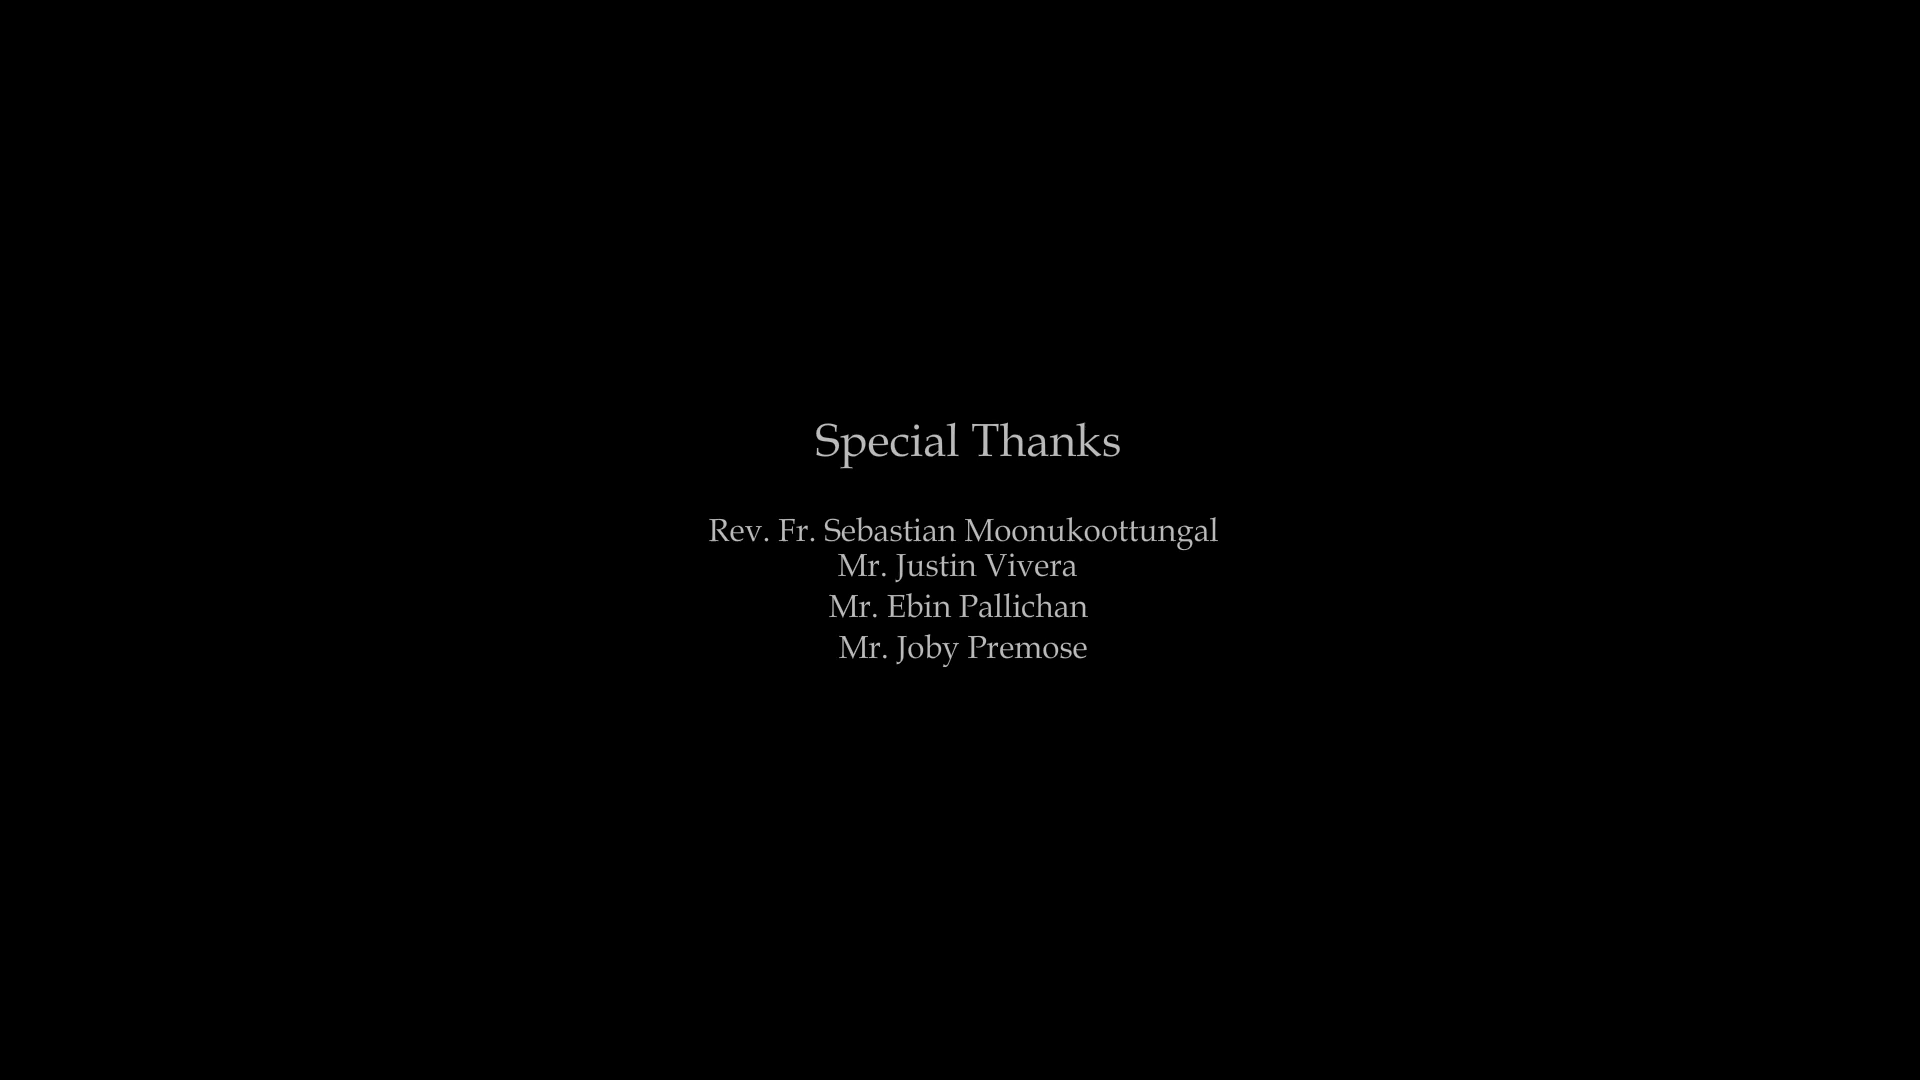 Special Thanks
Rev. Fr. Sebastian Moonukoottungal
Mr. Justin Vivera
Mr. Ebin Pallichan
Mr. Joby Premose